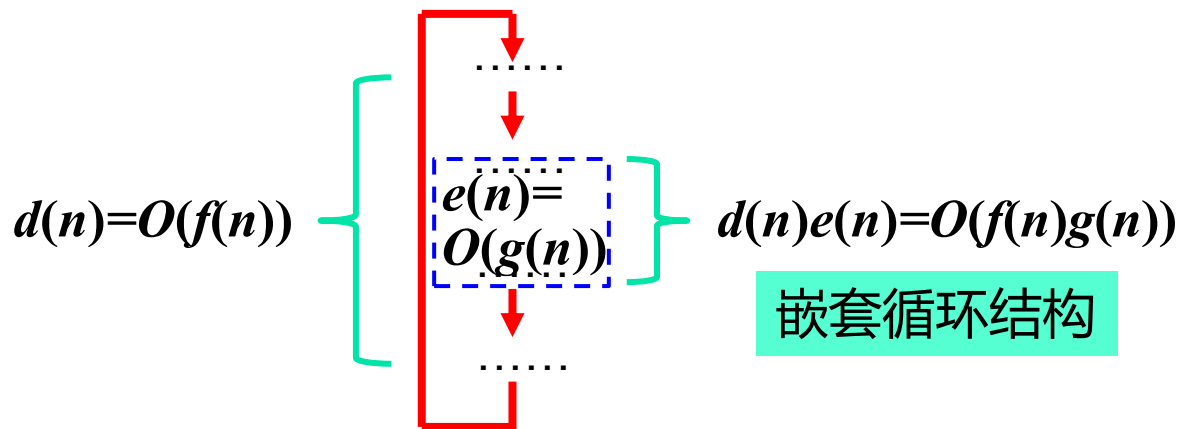 ……
……
d(n)=O(f(n))
e(n)=
O(g(n))
d(n)e(n)=O(f(n)g(n))
……
嵌套循环结构
……